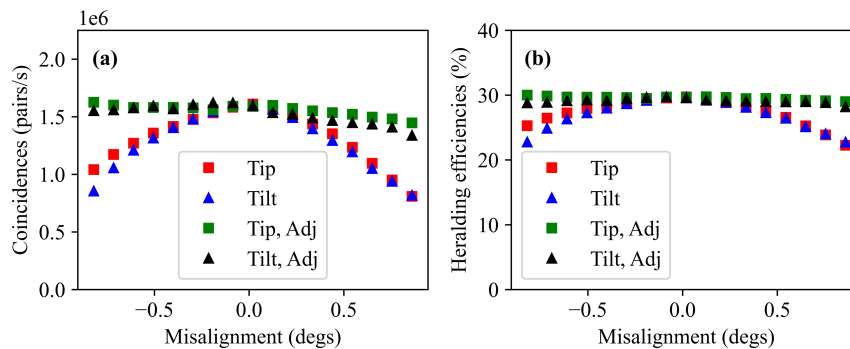 1e6
(a)
Coincidences (pairs/s)
2.0
1.5
1.0
0.5
0.0
Tip
Tilt
Tip, Adj
Tilt, Adj
−0.5
0.0
0.5
Misalignment (degs)
(b)
Heralding efficiencies (%)
40
30
20
10
0
Tip
Tilt
Tip, Adj
Tilt, Adj
−0.5
0.0
0.5
Misalignment (degs)